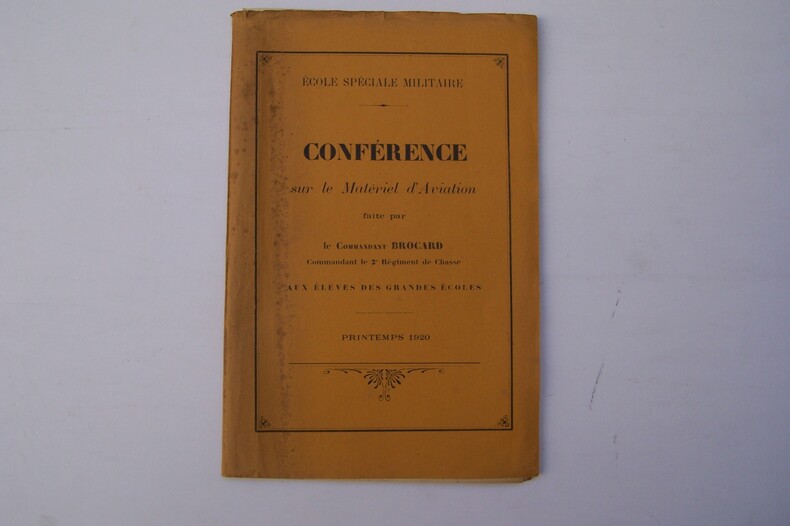 ÉCOLE SPÉCIALE MILITAIRE
CONFÉRENCE
sur le Matériel d'Aviation
faite par
le COMMANDANT BROCARD
Commandant le 2e Régiment de Chasse
AUX ÉLÈVES DES GRANDES ÉCOLES
PRINTEMPS 1920